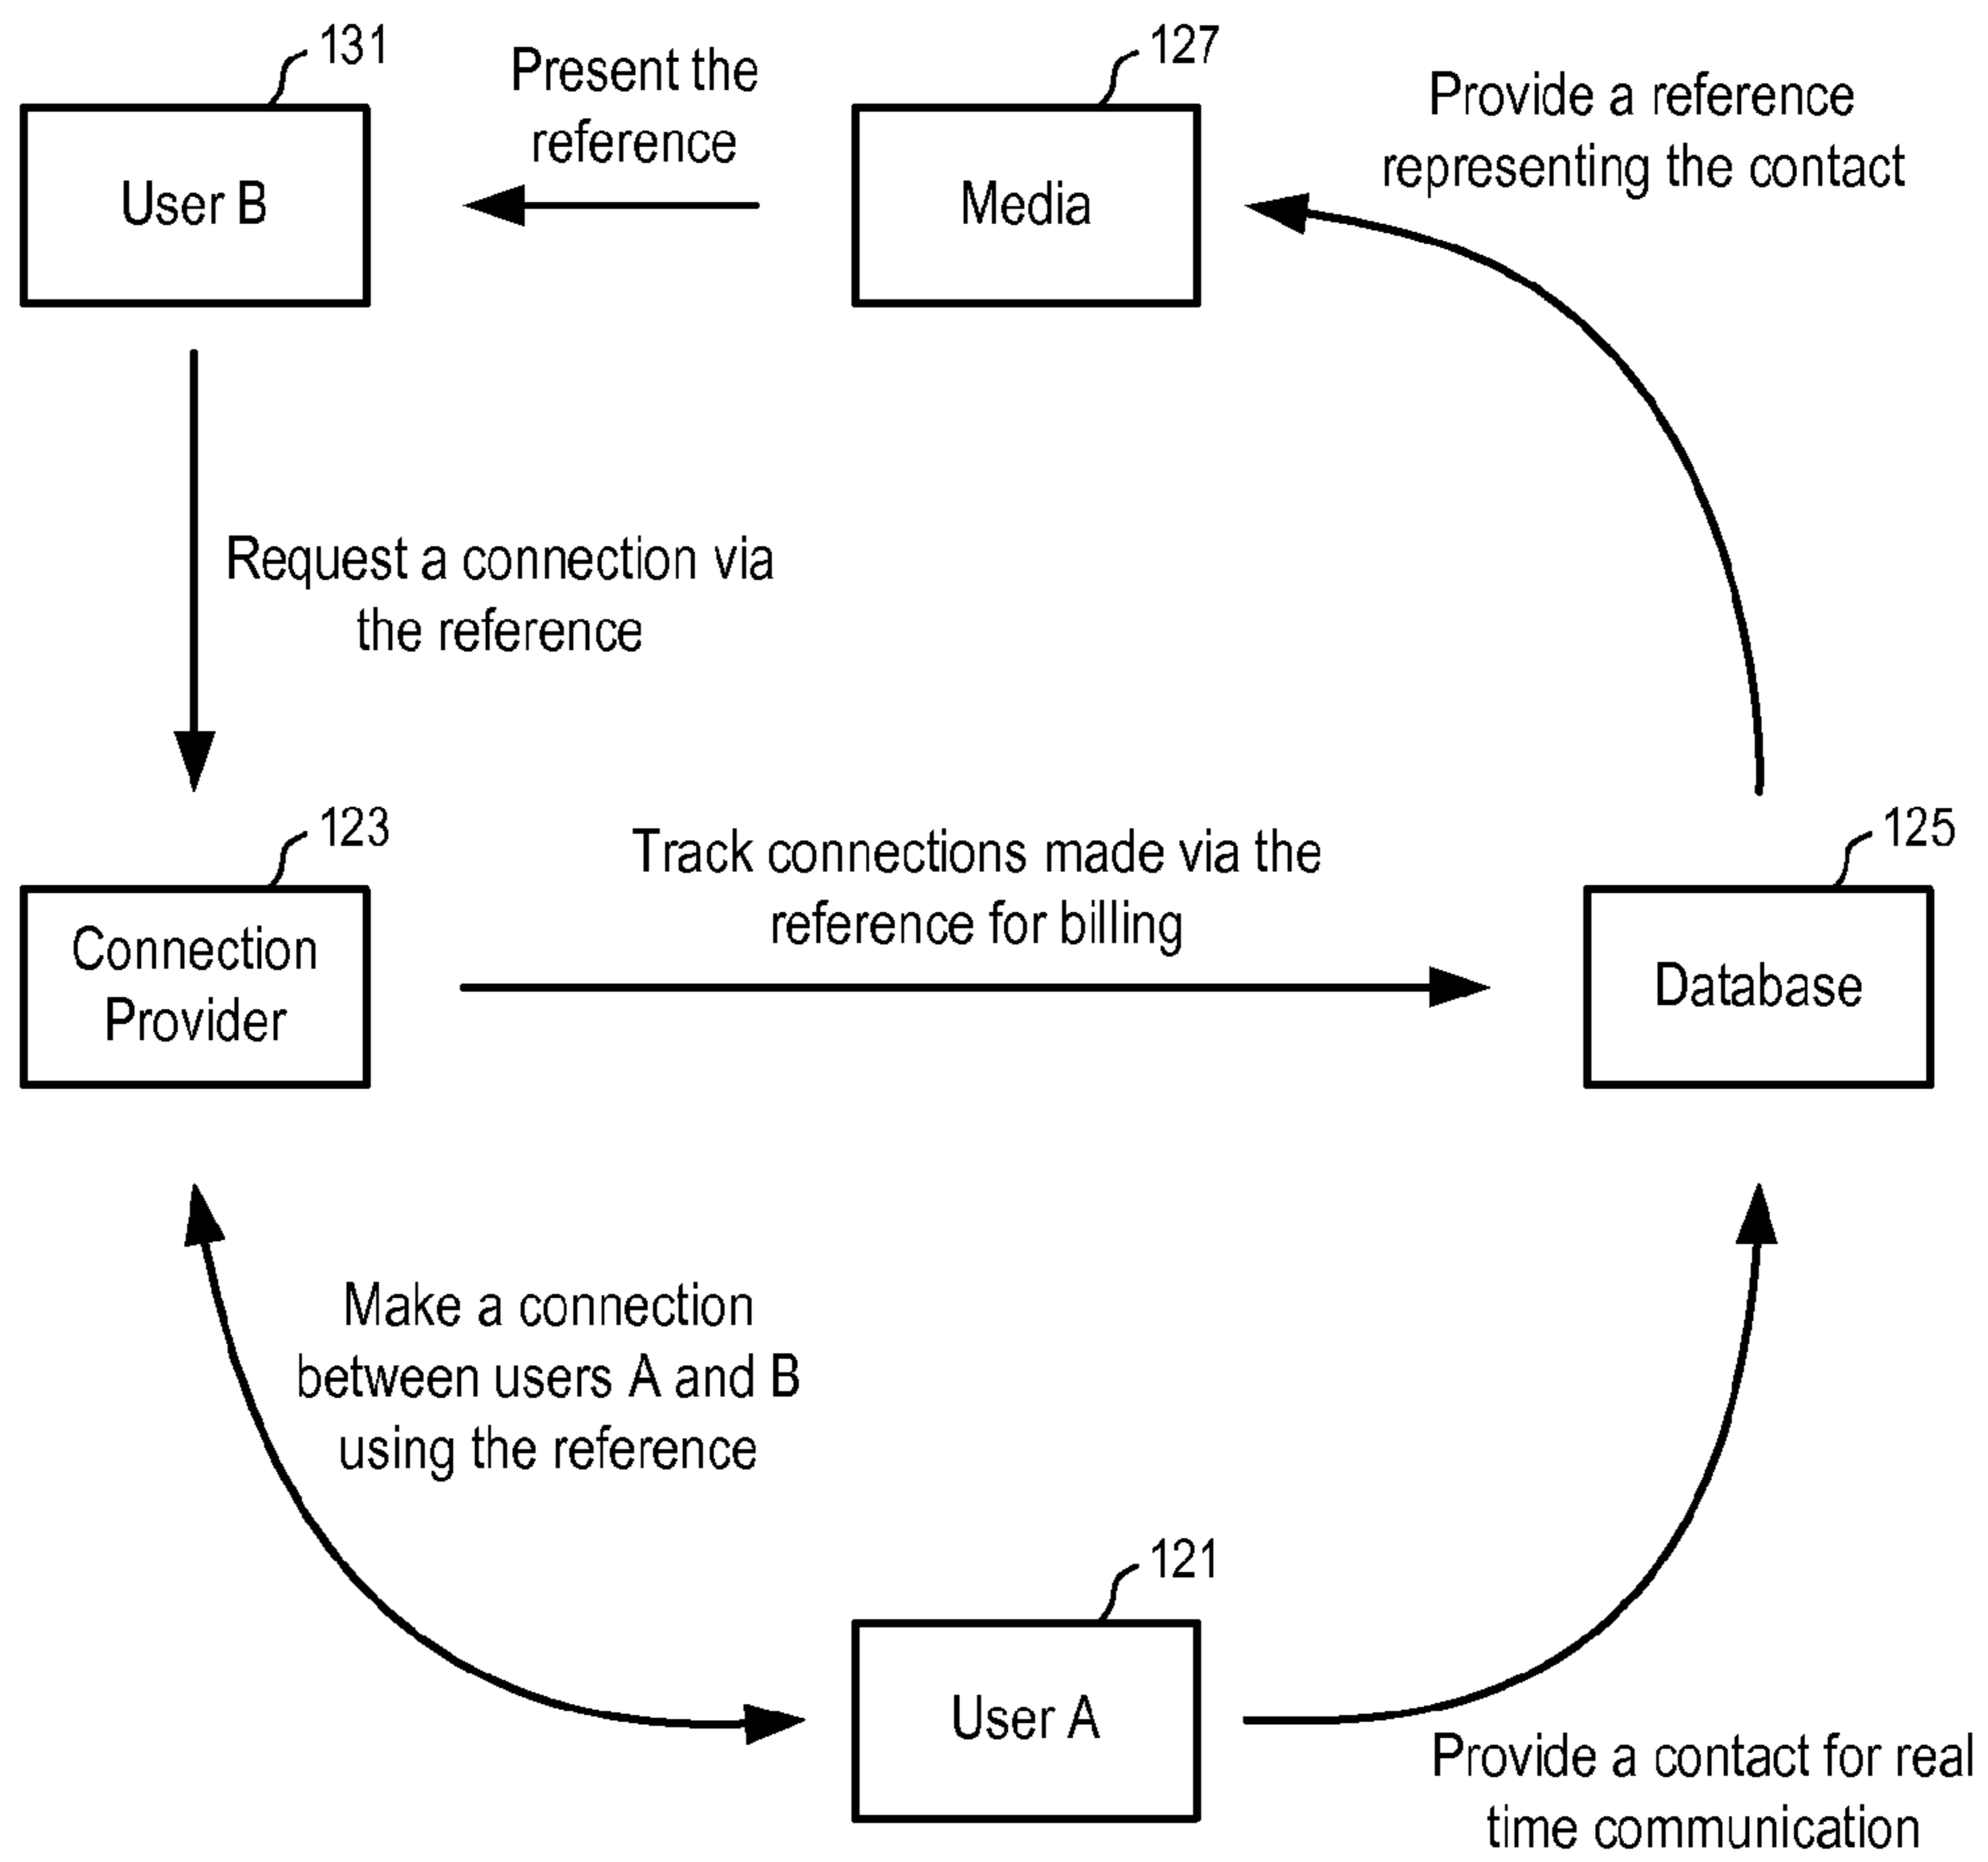 131
Present the
reference
127
Provide a reference
representing the contact
User B
Media
Request a connection via
the reference
123
Track connections made via the
reference for billing
125
Connection
Provider
Database
Make a connection
between users A and B
using the reference
121
User A
Provide a contact for real
time communication